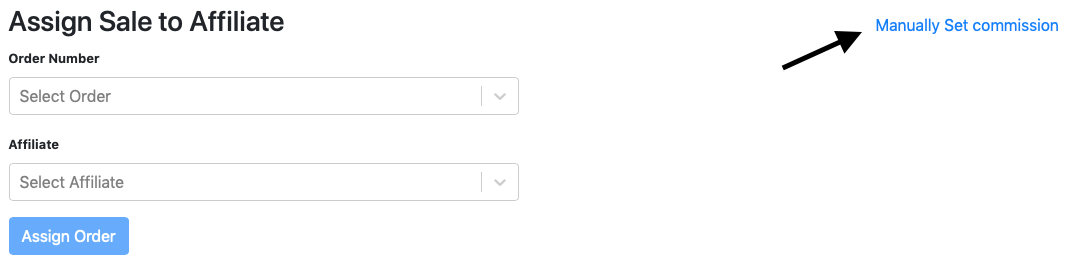 Assign Sale to Affiliate
Manually Set commission
Order Number
Select Order
Affiliate
Select Affiliate
Assign Order